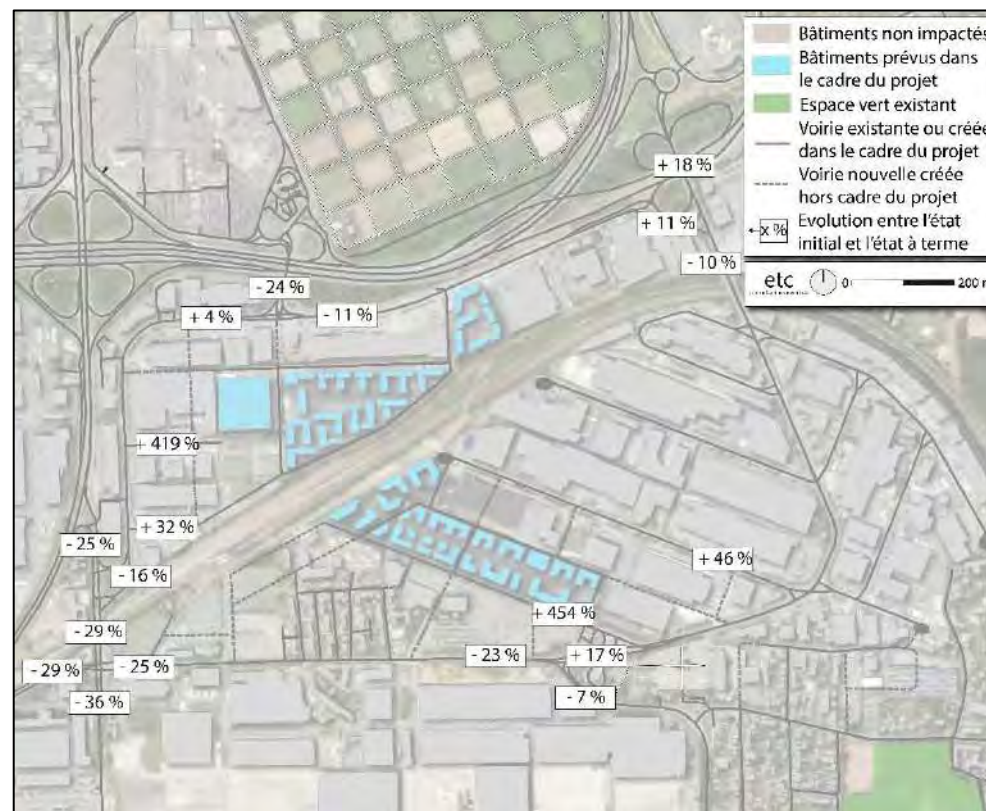 Bâtiments non impactés
Bâtiments prévus dans
le cadre du projet
Espace vert existant
Voirie existante ou créée
dans le cadre du projet
Voirie nouvelle créée
hors cadre du projet
x %
Evolution entre l'état
initial et l'état à terme
etc
0
200 m
+ 18 %
+ 11 %
- 10 %
- 24 %
+ 4 %
- 11 %
+ 419 %
+ 32 %
- 25 %
- 16 %
+ 46 %
+ 454 %
- 29 %
- 29 %
- 25 %
- 23 %
+ 17 %
- 36 %
- 7 %